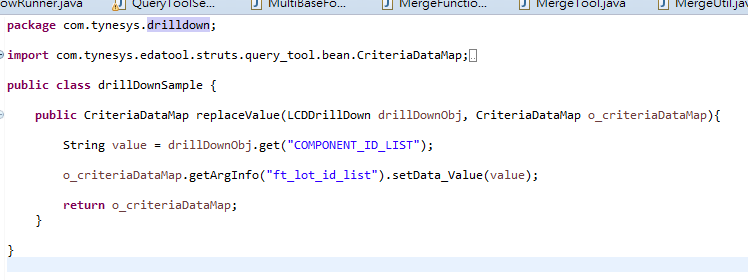 owRunner.java QueryToolSe... MultiBaseFo... MergeFunctio... MergeTool.java MergeUtil.java
package com.tynesys.drilldown;
import com.tynesys.edatool.struts.query_tool.bean.CriteriaDataMap;
public class drillDownSample {
public CriteriaDataMap replaceValue(LCDDrillDown drillDownObj, CriteriaDataMap o_criteriaDataMap){
String value = drillDownObj.get("COMPONENT_ID_LIST");
o_criteriaDataMap.getArgInfo("ft_lot_id_list").setData_Value(value);
return o_criteriaDataMap;
}
}